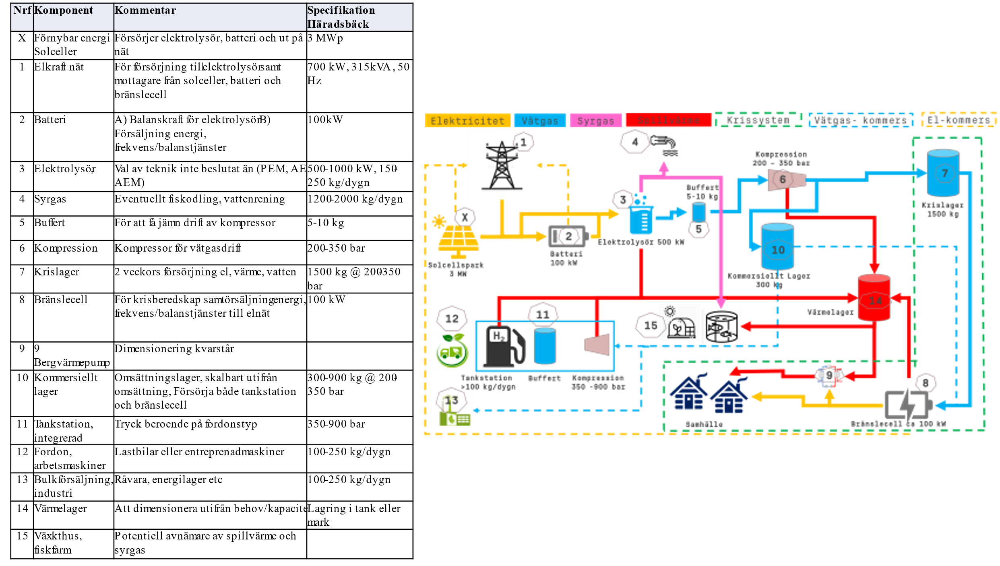 Nrf Komponent Kommentar Specifikation
Häradsbäck
X Förnybar energi Försörjer elektrolysör, batteri och ut på 3 MWp
Solceller nät
1 Elkraft nät För försörjning till elektrolysör samt 700 kW, 315kVA, 50
mottagare från solceller, batteri och Hz
bränslecell
2 Batteri A) Balanskraft för elektrolysör B) 100kW
Försäljning energi,
frekvens/balanstjänster
3 Elektrolysör, Val av teknik inte beslutat än (PEM, AE 500-1000 kW, 150-
AEM) 250 kg/dygn
4 Syrgas Eventuellt fiskodling, vattenrening 1200-2000 kg/dygn
5 Buffert För att få jämn drift av kompressor 5-10 kg
6 Kompression Kompressor för vätgasdrift 200-350 bar
7 Krislager 2 veckors försörjning el, värme, vatten 1500 kg @ 200-350
bar
8 Bränslecell För krisberedskap samt försäljning energi, 100 kW
frekvens/balanstjänster till elnät
9 9 Dimensionering kvarstår
Bergvärmepump
10 Kommersiellt Omsättningslager, skalbart utifrån 300-900 kg @ 200-
lager omsättning, Försörja både tankstation 350 bar
och bränslecell
11 Tankstation, Tryck beroende på fordonstyp 350-900 bar
integrerad
12 Fordon, Lastbilar eller entreprenadmaskiner 100-250 kg/dygn
arbetsmaskiner
13 Bulkförsäljning, Råvara, energilager etc 100-250 kg/dygn
industri
14 Värmelager Att dimensionera utifrån behov/kapacite Lagring i tank eller
mark
15 Växkthus, Potentiell avnämare av spillvärme och
fiskfarm syrgas
Elektricitet Vätgas Syrgas Spillvärme Krissystem Vätgas- kommers El-kommers
1
4
Kompression
200 - 350 bar
6
7
Krislager
1500 kg
Buffert
5-10 kg
3
5
X
2
Elektrolysör 500 kW
Batteri
100 kW
Solcellspark
3 MW
10
Kommersiellt Lager
300 kg
14
Värmelager
12
11
15
H2
Tankstation
>100 kg/dygn
Buffert
Kompression
350 -900 bar
13
9
8
Samhälle
Bränslecell ca 100 kW